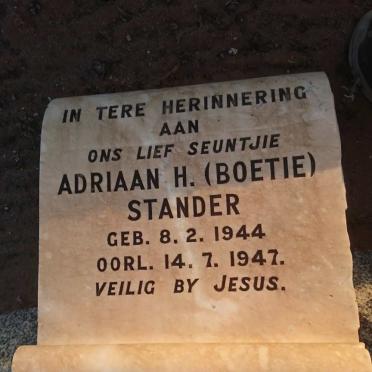 IN TERE HERINNERING
AAN
ONS LIEF SEUNTJIE
ADRIAAN H. (BOETIE)
STANDER
GEB. 8. 2. 1944
OORL. 14. 7. 1947.
VEILIG BY JESUS.